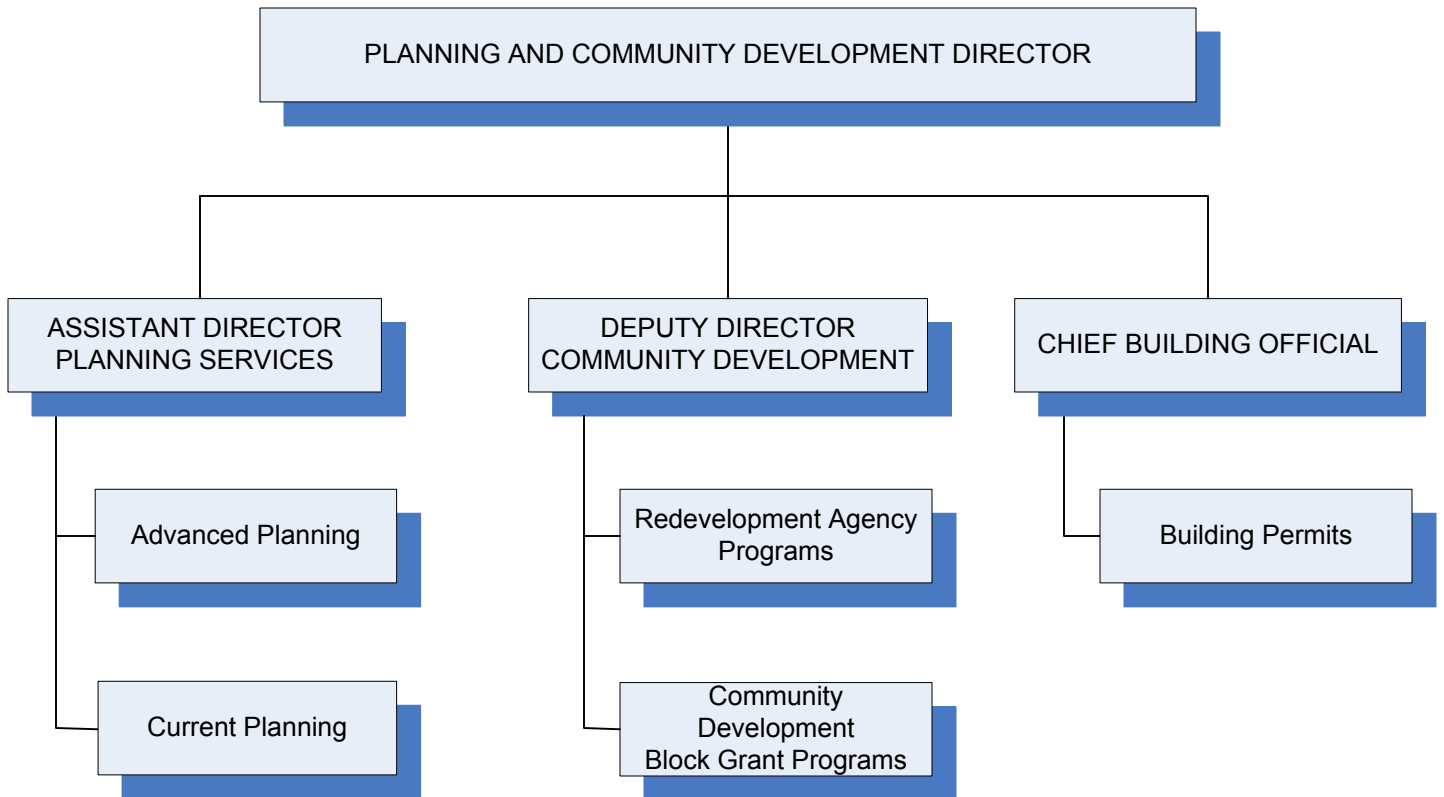 PLANNING AND COMMUNITY DEVELOPMENT DIRECTOR
ASSISTANT DIRECTOR
PLANNING SERVICES
DEPUTY DIRECTOR
COMMUNITY DEVELOPMENT
CHIEF BUILDING OFFICIAL
Advanced Planning
Redevelopment Agency
Programs
Building Permits
Current Planning
Community
Development
Block Grant Programs